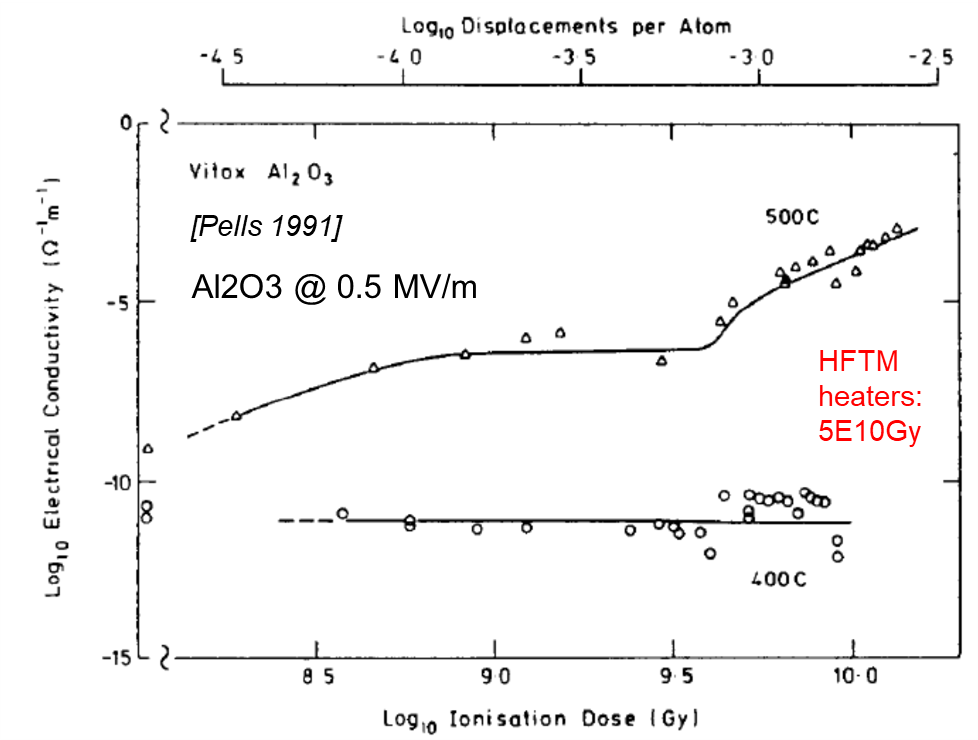 Log10 Displacements per Atom
-4.5 -4.0 -3.5 -3.0 -2.5
0
Vitox Al2O3
[Pells 1991]
500C
Al2O3 @ 0.5 MV/m
-5
HFTM
heaters:
5E10Gy
-10
400C
-15
8.5 9.0 9.5 10.0
Log10 Ionisation Dose (Gy)
Log10 Electrical Conductivity (Ω-1m-1)